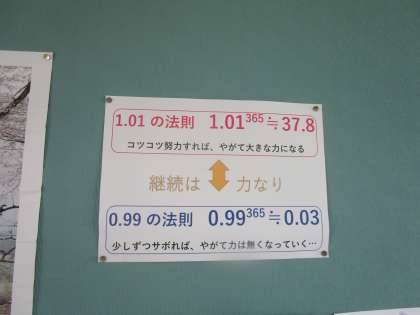 1.01 の法則 1.01³⁶⁵≒37.8
コツコツ努力すれば、やがて大きな力になる
継続は 力なり
0.99 の法則 0.99³⁶⁵≒0.03
少しずつサボれば、やがて力は無くなっていく…